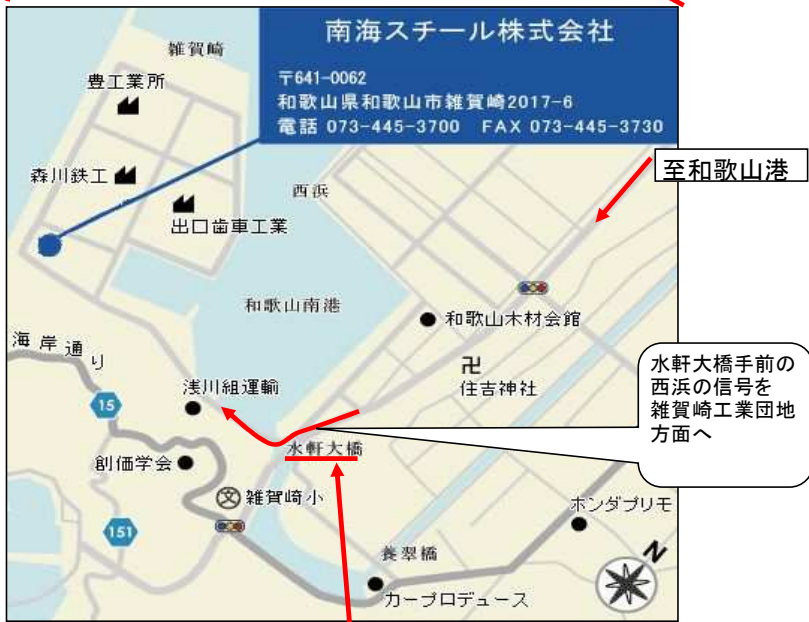 南海スチール株式会社
〒641-0062
和歌山県和歌山市雑賀崎2017-6
電話 073-445-3700 FAX 073-445-3730
雑賀崎
豊工業所
至和歌山港
森川鉄工
西浜
出口歯車工業
和歌山南港
和歌山木材会館
海岸通り
水軒大橋手前の
西浜の信号を
雑賀崎工業団地
方面へ
卍
住吉神社
浅川組運輸
15
水軒大橋
創価学会
文
雑賀崎小
ホンダプリモ
151
養翠橋
N
カープロデュース